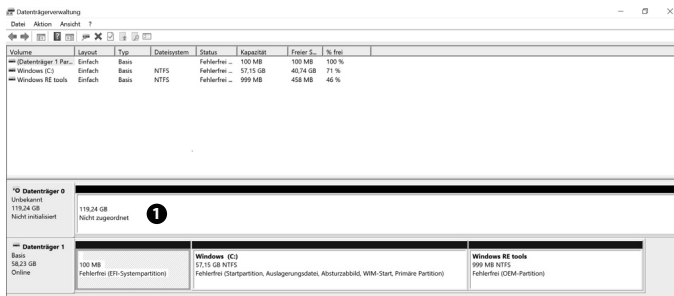 Datenträgerverwaltung
Datei Aktion Ansicht ?
Volume Layout Typ Dateisystem Status Kapazität Freier S... % frei
(Datenträger 1 Par... Einfach Basis Fehlerfrei ... 100 MB 100 MB 100 %
Windows (C:) Einfach Basis NTFS Fehlerfrei ... 57,15 GB 40,74 GB 71 %
Windows RE tools Einfach Basis NTFS Fehlerfrei ... 999 MB 458 MB 46 %
Datenträger 0
Unbekannt
119,24 GB
Nicht initialisiert
119,24 GB
Nicht zugeordnet
1
Datenträger 1
Basis
58,23 GB
Online
100 MB
Fehlerfrei (EFI-Systempartition)
Windows (C:)
57,15 GB NTFS
Fehlerfrei (Startpartition, Auslagerungsdatei, Absturzabbild, WIM-Start, Primäre Partition)
Windows RE tools
999 MB NTFS
Fehlerfrei (OEM-Partition)